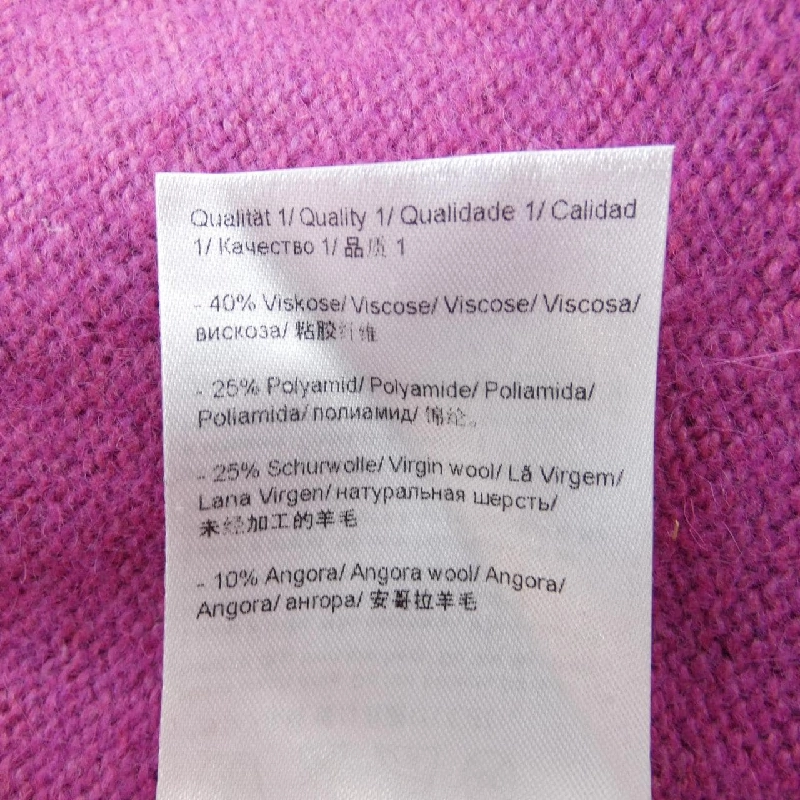 Qualität 1/ Quality 1/ Qualidade 1/ Calidad
1/ Качество 1/ 品质 1
- 40% Viskose/ Viscose/ Viscose/ Viscosa/
вискоза/ 粘胶纤维
- 25% Polyamid/ Polyamide/ Poliamida/
Poliamida/ полиамид/ 锦纶。
- 25% Schurwolle/ Virgin wool/ Lã Virgem/
Lana Virgen/ натуральная шерсть/
未经加工的羊毛
- 10% Angora/ Angora wool/ Angora/
Angora/ ангора/ 安哥拉羊毛